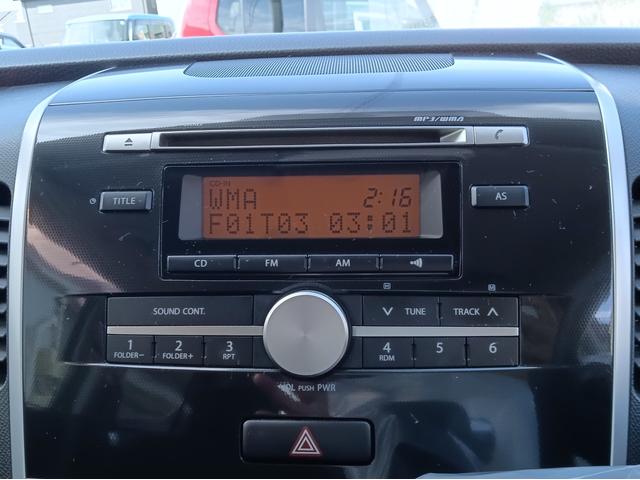 MP3/WMA
TITLE
CD-IN
WMA 2:16
F01T03 03:01
AS
CD FM AM
SOUND CONT. TUNE TRACK
1 2 3 4 5 6
FOLDER- FOLDER+ RPT RDM
VOL PUSH PWR